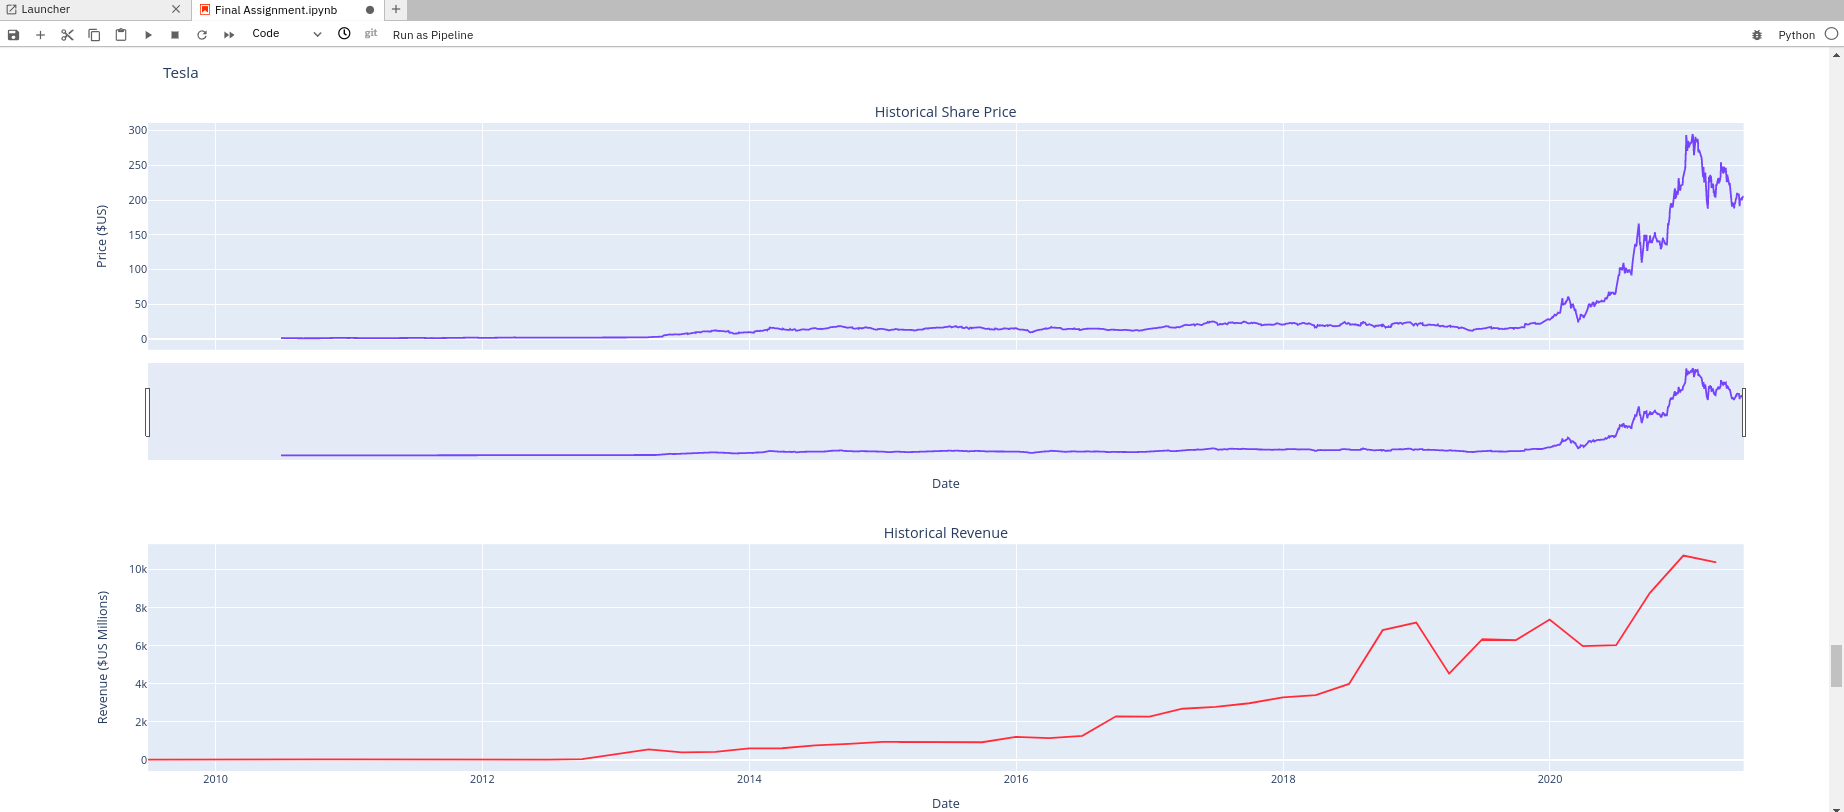 Launcher
Final Assignment.ipynb
Code
git
Run as Pipeline
Python
Tesla
Historical Share Price
300
250
200
150
100
50
0
Price ($US)
Date
Historical Revenue
10k
8k
6k
4k
2k
0
Revenue ($US Millions)
2010 2012 2014 2016 2018 2020
Date